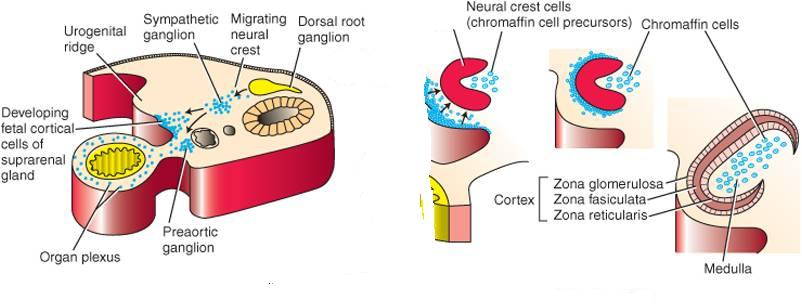 Urogenital
ridge
Sympathetic
ganglion
Migrating
neural
crest
Dorsal root
ganglion
Developing
fetal cortical
cells of
suprarenal
gland
Organ plexus
Preaortic
ganglion
Neural crest cells
(chromaffin cell precursors)
Chromaffin cells
Cortex
Zona glomerulosa
Zona fasiculata
Zona reticularis
Medulla